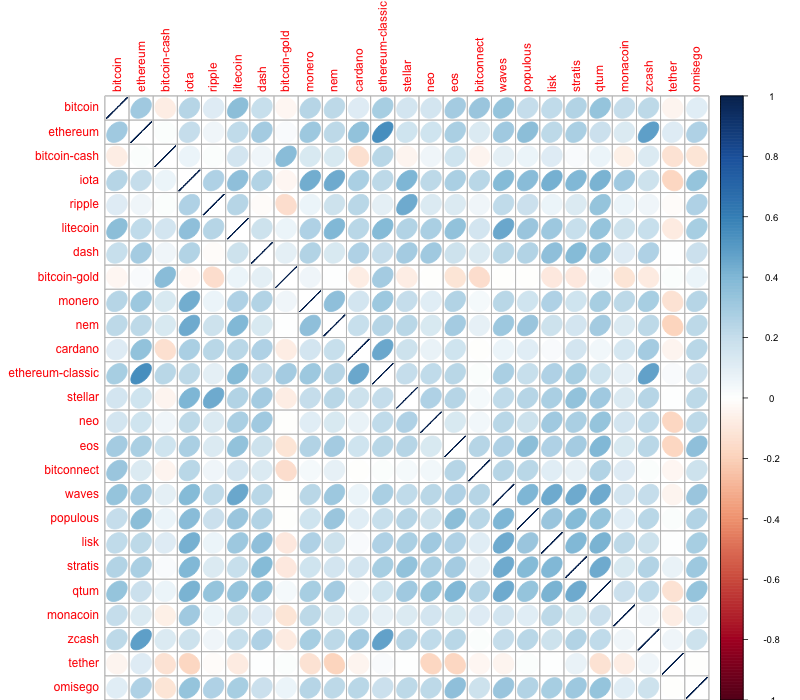 bitcoin
ethereum
bitcoin-cash
iota
ripple
litecoin
dash
bitcoin-gold
monero
nem
cardano
ethereum-classic
stellar
neo
eos
bitconnect
waves
populous
lisk
stratis
qtum
monacoin
zcash
tether
omisego
bitcoin
ethereum
bitcoin-cash
iota
ripple
litecoin
dash
bitcoin-gold
monero
nem
cardano
ethereum-classic
stellar
neo
eos
bitconnect
waves
populous
lisk
stratis
qtum
monacoin
zcash
tether
omisego
1
0.8
0.6
0.4
0.2
0
-0.2
-0.4
-0.6
-0.8
-1